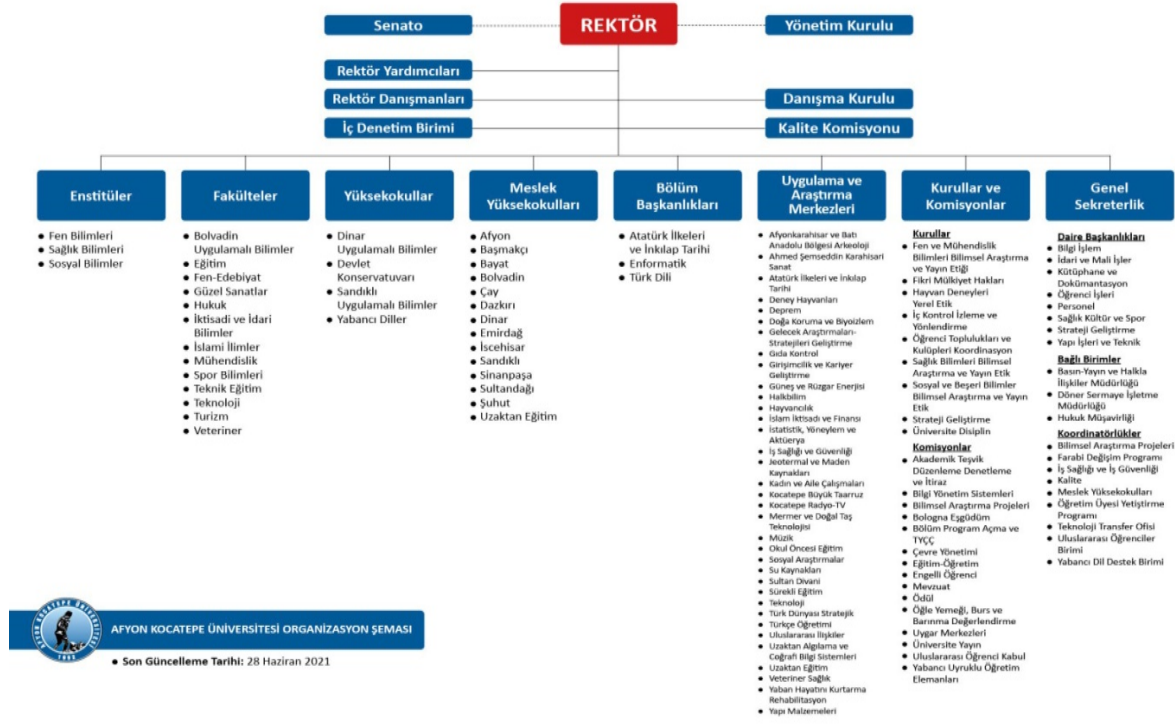 REKTÖR
Senato
Yönetim Kurulu
Rektör Yardımcıları
Rektör Danışmanları
Danışma Kurulu
İç Denetim Birimi
Kalite Komisyonu
Enstitüler
• Fen Bilimleri
• Sağlık Bilimleri
• Sosyal Bilimler
Fakülteler
• Bolvadin
Uygulamalı Bilimler
• Eğitim
• Fen-Edebiyat
• Güzel Sanatlar
• Hukuk
• İktisadi ve İdari
Bilimler
• İslami İlimler
• Mühendislik
• Spor Bilimleri
• Teknik Eğitim
• Teknoloji
• Turizm
• Veteriner
Yüksekokullar
• Dinar
Uygulamalı Bilimler
• Devlet
Konservatuvarı
• Sandıklı
Uygulamalı Bilimler
• Yabancı Diller
Meslek
Yüksekokulları
• Afyon
• Başmakçı
• Bayat
• Bolvadin
• Çay
• Dazkırı
• Dinar
• Emirdağ
• İscehisar
• Sandıklı
• Sinanpaşa
• Sultandağı
• Şuhut
• Uzaktan Eğitim
Bölüm
Başkanlıkları
• Atatürk İlkeleri
ve İnkılap Tarihi
• Enformatik
• Türk Dili
Uygulama ve
Araştırma
Merkezleri
• Afyonkarahisar ve Batı
Anadolu Bölgesi Arkeoloji
• Ahmed Şemseddin Karahisari
Sanat
• Atatürk İlkeleri ve İnkılap
Tarihi
• Deney Hayvanları
• Deprem
• Doğa Koruma ve Biyoizlem
• Gelecek Araştırmaları-
Stratejileri Geliştirme
• Gıda Kontrol
• Girişimcilik ve Kariyer
Geliştirme
• Güneş ve Rüzgar Enerjisi
• Halkbilim
• Hayvancılık
• İslam İktisadı ve Finansı
• İstatistik, Yöneylem ve
Aktüerya
• İş Sağlığı ve Güvenliği
• Jeotermal ve Maden
Kaynakları
• Kadın ve Aile Çalışmaları
• Kocatepe Büyük Taarruz
• Kocatepe Radyo-TV
• Mermer ve Doğal Taş
Teknolojisi
• Müzik
• Okul Öncesi Eğitim
• Sosyal Araştırmalar
• Su Kaynakları
• Sultan Divani
• Sürekli Eğitim
• Teknoloji
• Türk Dünyası Stratejik
• Türkçe Öğretimi
• Uluslararası İlişkiler
• Uzaktan Algılama ve
Coğrafi Bilgi Sistemleri
• Uzaktan Eğitim
• Veteriner Sağlık
• Yaban Hayatını Kurtarma
Rehabilitasyon
• Yapı Malzemeleri
Kurullar ve
Komisyonlar
Kurullar
• Fen ve Mühendislik
Bilimleri Bilimsel Araştırma
ve Yayın Etiği
• Fikri Mülkiyet Hakları
• Hayvan Deneyleri
Yerel Etik
• İç Kontrol İzleme ve
Yönlendirme
• Öğrenci Toplulukları ve
Kulüpleri Koordinasyon
• Sağlık Bilimleri Bilimsel
Araştırma ve Yayın Etik
• Sosyal ve Beşeri Bilimler
Bilimsel Araştırma ve Yayın
Etik
• Strateji Geliştirme
• Üniversite Disiplin
Komisyonlar
• Akademik Teşvik
Düzenleme Denetleme
ve İtiraz
• Bilgi Yönetim Sistemleri
• Bilimsel Araştırma Projeleri
• Bologna Eşgüdüm
• Bölüm Program Açma ve
TYÇÇ
• Çevre Yönetimi
• Eğitim-Öğretim
• Engelli Öğrenci
• Mevzuat
• Ödül
• Öğle Yemeği, Burs ve
Barınma Değerlendirme
• Uygar Merkezleri
• Üniversite Yayın
• Uluslararası Öğrenci Kabul
• Yabancı Uyruklu Öğretim
Elemanları
Genel
Sekreterlik
Daire Başkanlıkları
• Bilgi İşlem
• İdari ve Mali İşler
• Kütüphane ve
Dokümantasyon
• Öğrenci İşleri
• Personel
• Sağlık Kültür ve Spor
• Strateji Geliştirme
• Yapı İşleri ve Teknik
Bağlı Birimler
• Basın-Yayın ve Halkla
İlişkiler Müdürlüğü
• Döner Sermaye İşletme
Müdürlüğü
• Hukuk Müşavirliği
Koordinatörlükler
• Bilimsel Araştırma Projeleri
• Farabi Değişim Programı
• İş Sağlığı ve İş Güvenliği
• Kalite
• Meslek Yüksekokulları
• Öğretim Üyesi Yetiştirme
Programı
• Teknoloji Transfer Ofisi
• Uluslararası Öğrenciler
Birimi
• Yabancı Dil Destek Birimi
AFYON KOCATEPE ÜNİVERSİTESİ
1992
AFYON KOCATEPE ÜNİVERSİTESİ ORGANİZASYON ŞEMASI
• Son Güncelleme Tarihi: 28 Haziran 2021